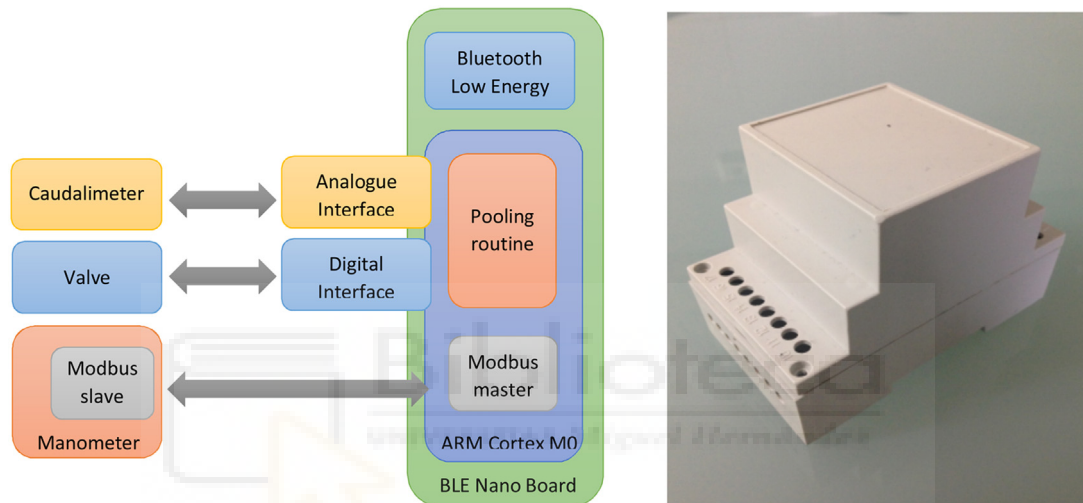 Bluetooth
Low Energy
Caudalimeter
Analogue
Interface
Pooling
routine
Valve
Digital
Interface
Modbus
slave
Manometer
Modbus
master
ARM Cortex M0
BLE Nano Board
Biblioteca